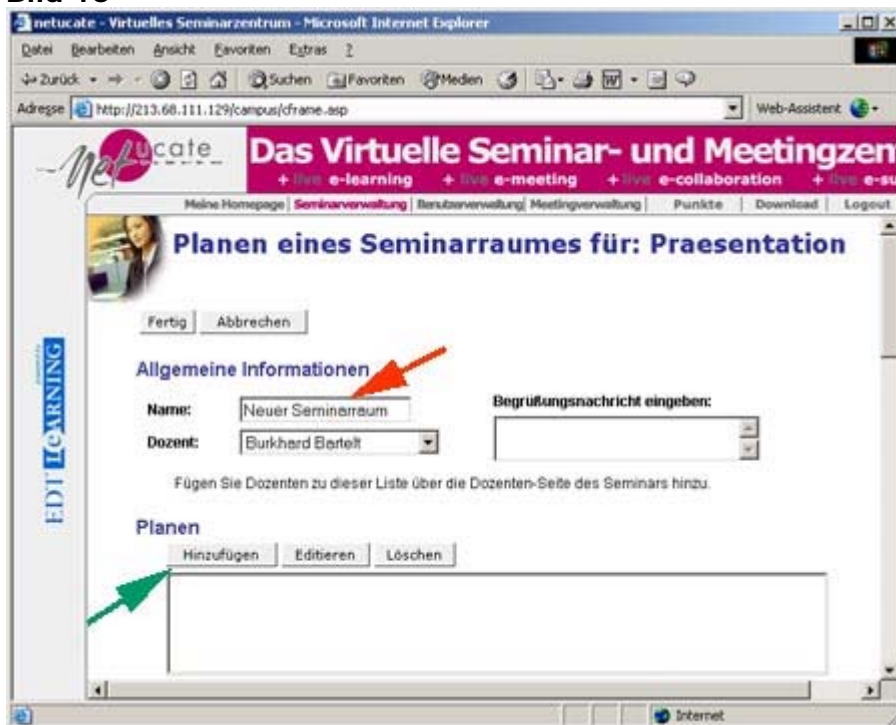 netucate - Virtuelles Seminarzentrum - Microsoft Internet Explorer
Datei Bearbeiten Ansicht Favoriten Extras ?
Zurück Suchen Favoriten Medien
Adresse http://213.68.111.129/campus/cframe.asp Web-Assistent
netucate Das Virtuelle Seminar- und Meetingzen
+ live e-learning + live e-meeting + live e-collaboration + live e-su
Meine Homepage | Seminarverwaltung | Benutzerverwaltung | Meetingverwaltung | Punkte | Download | Logout
Planen eines Seminarraumes für: Praesentation
Fertig Abbrechen
Allgemeine Informationen
Name: Neuer Seminarraum Begrüßungsnachricht eingeben:
Dozent: Burkhard Bartelt
Fügen Sie Dozenten zu dieser Liste über die Dozenten-Seite des Seminars hinzu.
Planen
Hinzufügen Editieren Löschen
EDT LEARNING
Internet